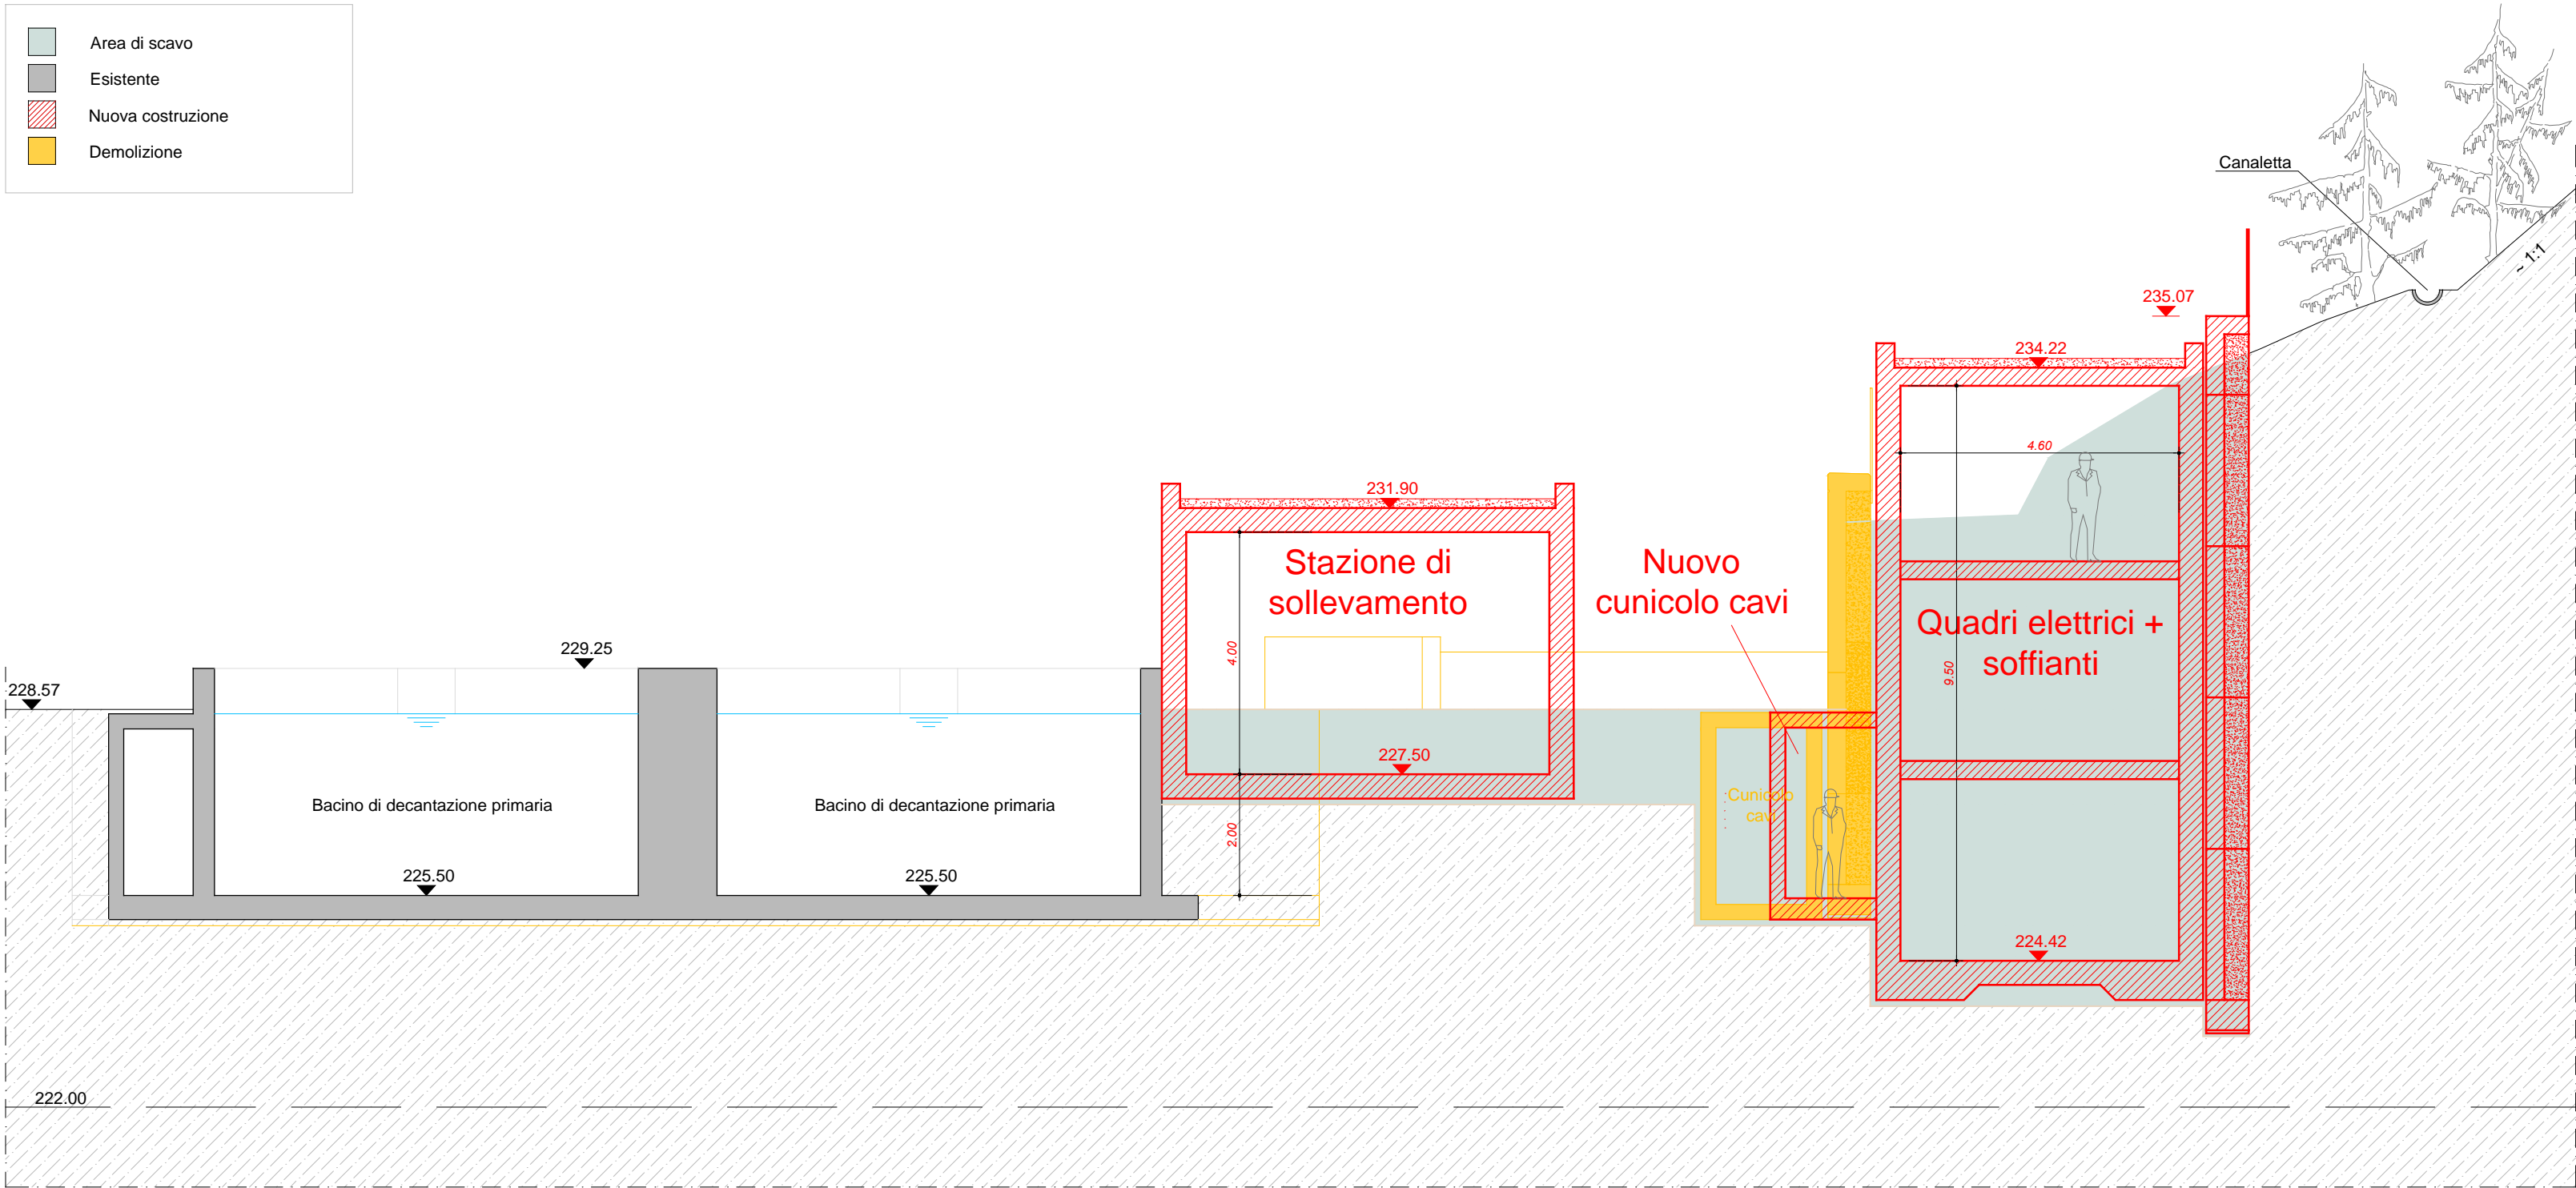 Area di scavo
Esistente
Nuova costruzione
Demolizione
Canaletta
~ 1:1
235.07
234.22
4.60
231.90
Stazione di
sollevamento
Nuovo
cunicolo cavi
Quadri elettrici +
soffianti
4.00
9.50
229.25
228.57
227.50
Bacino di decantazione primaria
Bacino di decantazione primaria
Cunicolo
cavi
2.00
225.50
225.50
224.42
222.00